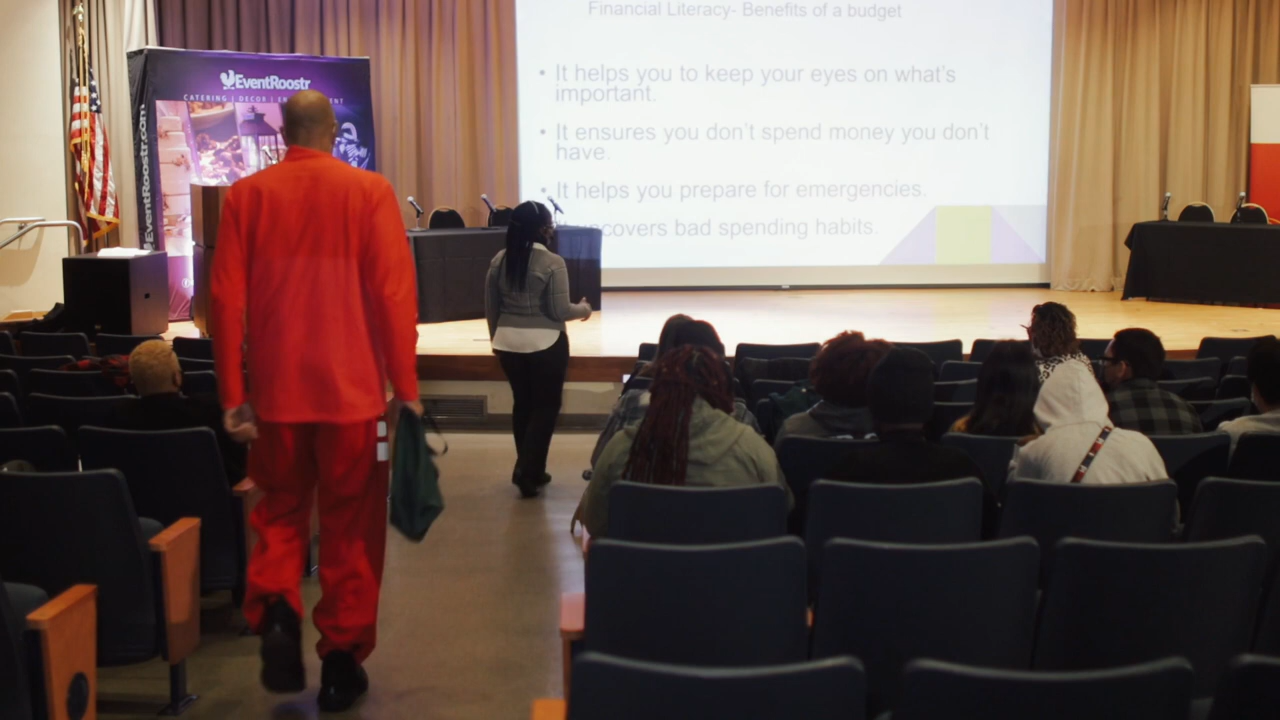 Financial Literacy- Benefits of a budget
EventRoostr
CATERING | DECOR |
• It helps you to keep your eyes on what's
important.
• It ensures you don't spend money you don't
have.
• It helps you prepare for emergencies.
bad spending habits.
EventRoostr.com